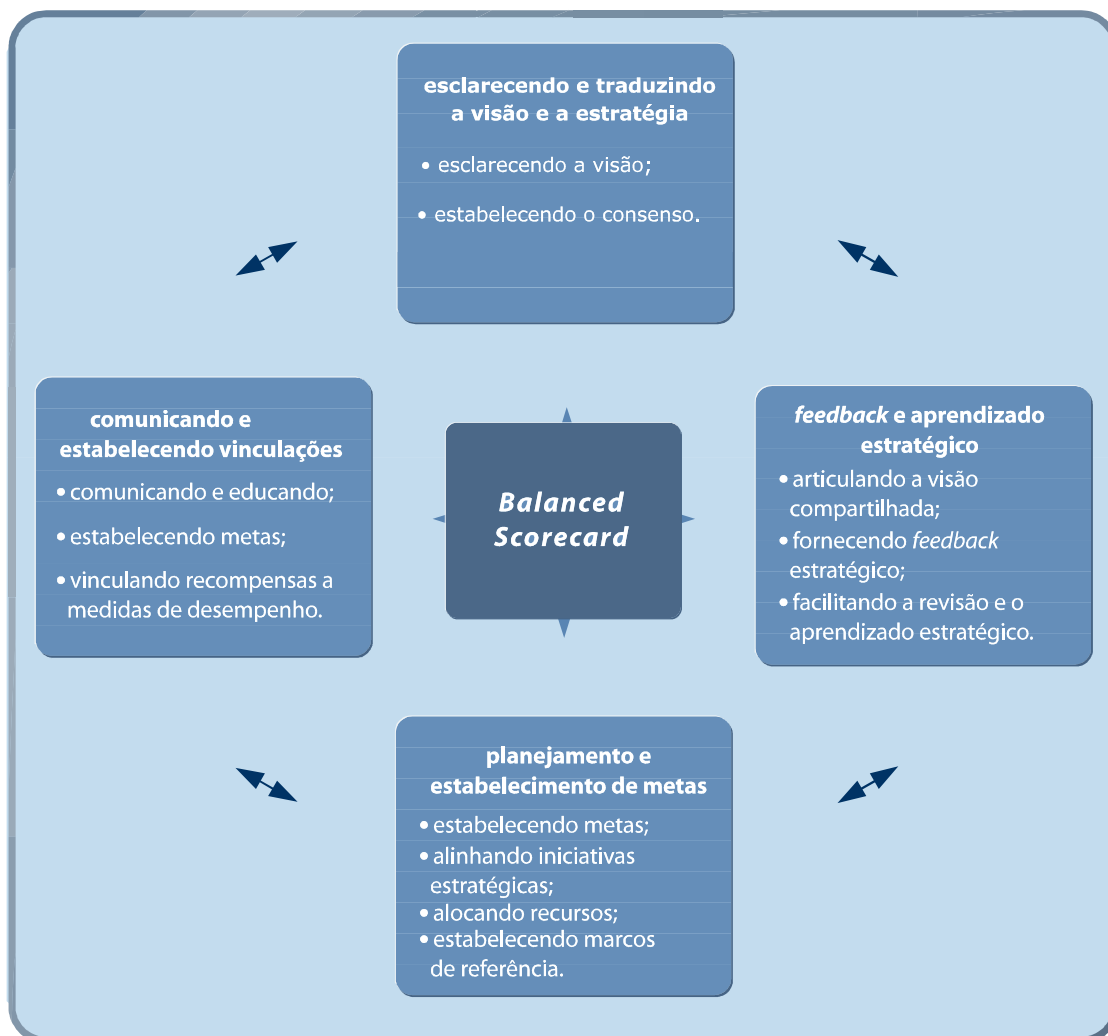 esclarecendo e traduzindo
a visão e a estratégia
• esclarecendo a visão;
• estabelecendo o consenso.
comunicando e
estabelecendo vinculações
• comunicando e educando;
• estabelecendo metas;
• vinculando recompensas a
medidas de desempenho.
Balanced
Scorecard
feedback e aprendizado
estratégico
• articulando a visão
compartilhada;
• fornecendo feedback
estratégico;
• facilitando a revisão e o
aprendizado estratégico.
planejamento e
estabelecimento de metas
• estabelecendo metas;
• alinhando iniciativas
estratégicas;
• alocando recursos;
• estabelecendo marcos
de referência.